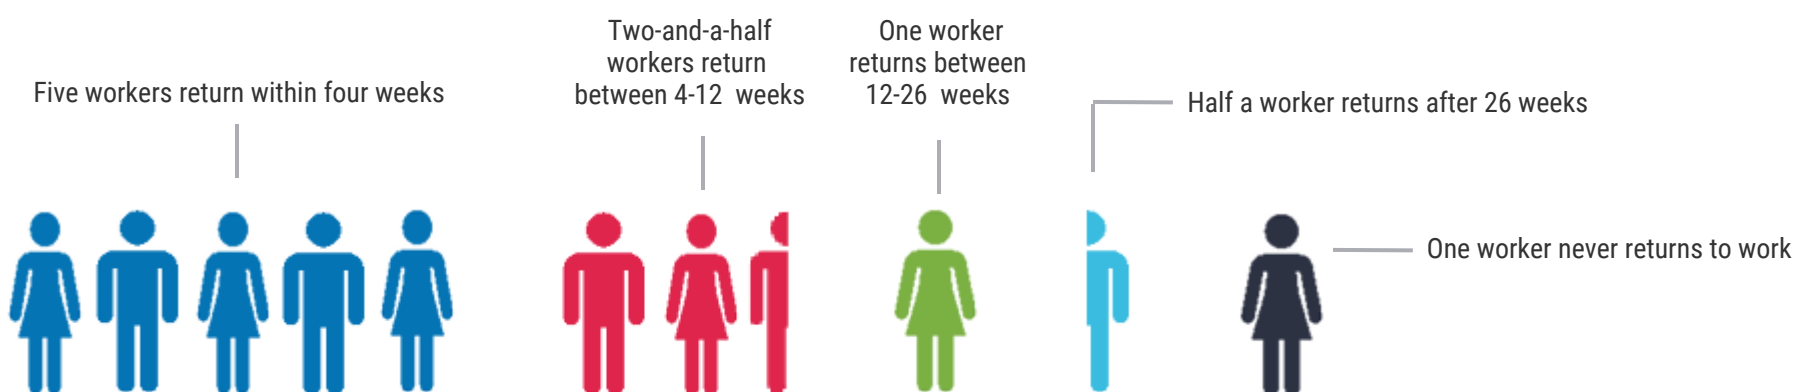 Five workers return within four weeks
Two-and-a-half
workers return
between 4-12 weeks
One worker
returns between
12-26 weeks
Half a worker returns after 26 weeks
One worker never returns to work